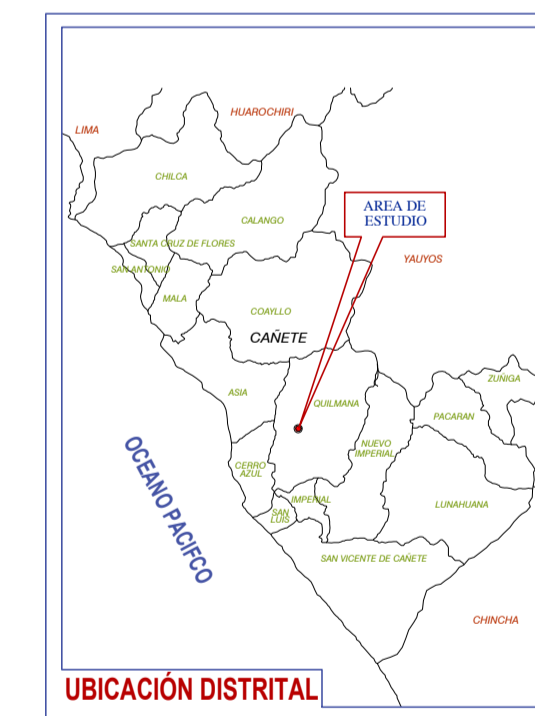 HUAROCHIRI
LIMA
CHILCA
AREA DE
ESTUDIO
CALANGO
SANTA CRUZ DE FLORES
YAUYOS
SAN ANTONIO
MALA
COAYLLO
CAÑETE
ZUÑIGA
ASIA
QUILMANA
PACARAN
NUEVO
IMPERIAL
OCEANO PACIFCO
CERRO
AZUL
IMPERIAL
LUNAHUANA
SAN
LUIS
SAN VICENTE DE CAÑETE
CHINCHA
UBICACIÓN DISTRITAL